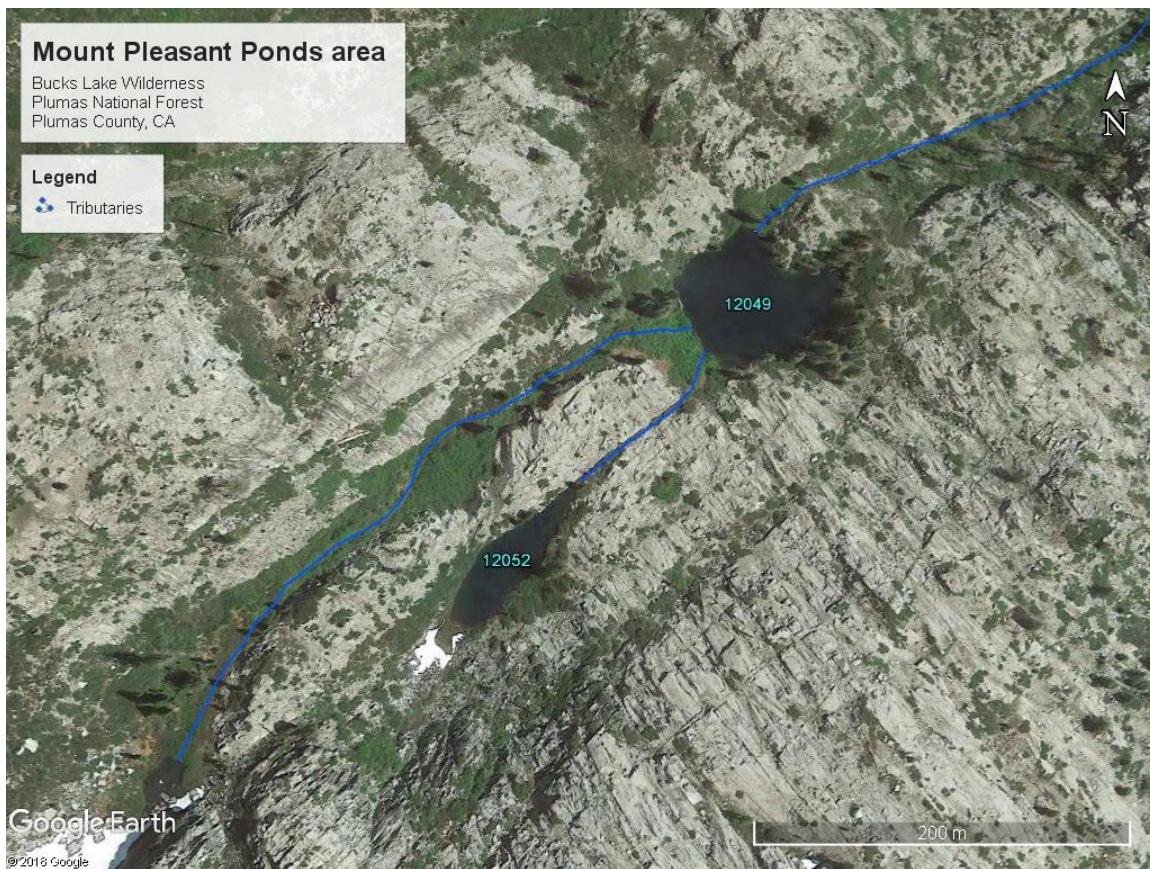 Mount Pleasant Ponds area
Bucks Lake Wilderness
Plumas National Forest
Plumas County, CA
Legend
Tributaries
N
12049
12052
Google Earth
200 m
© 2018 Google